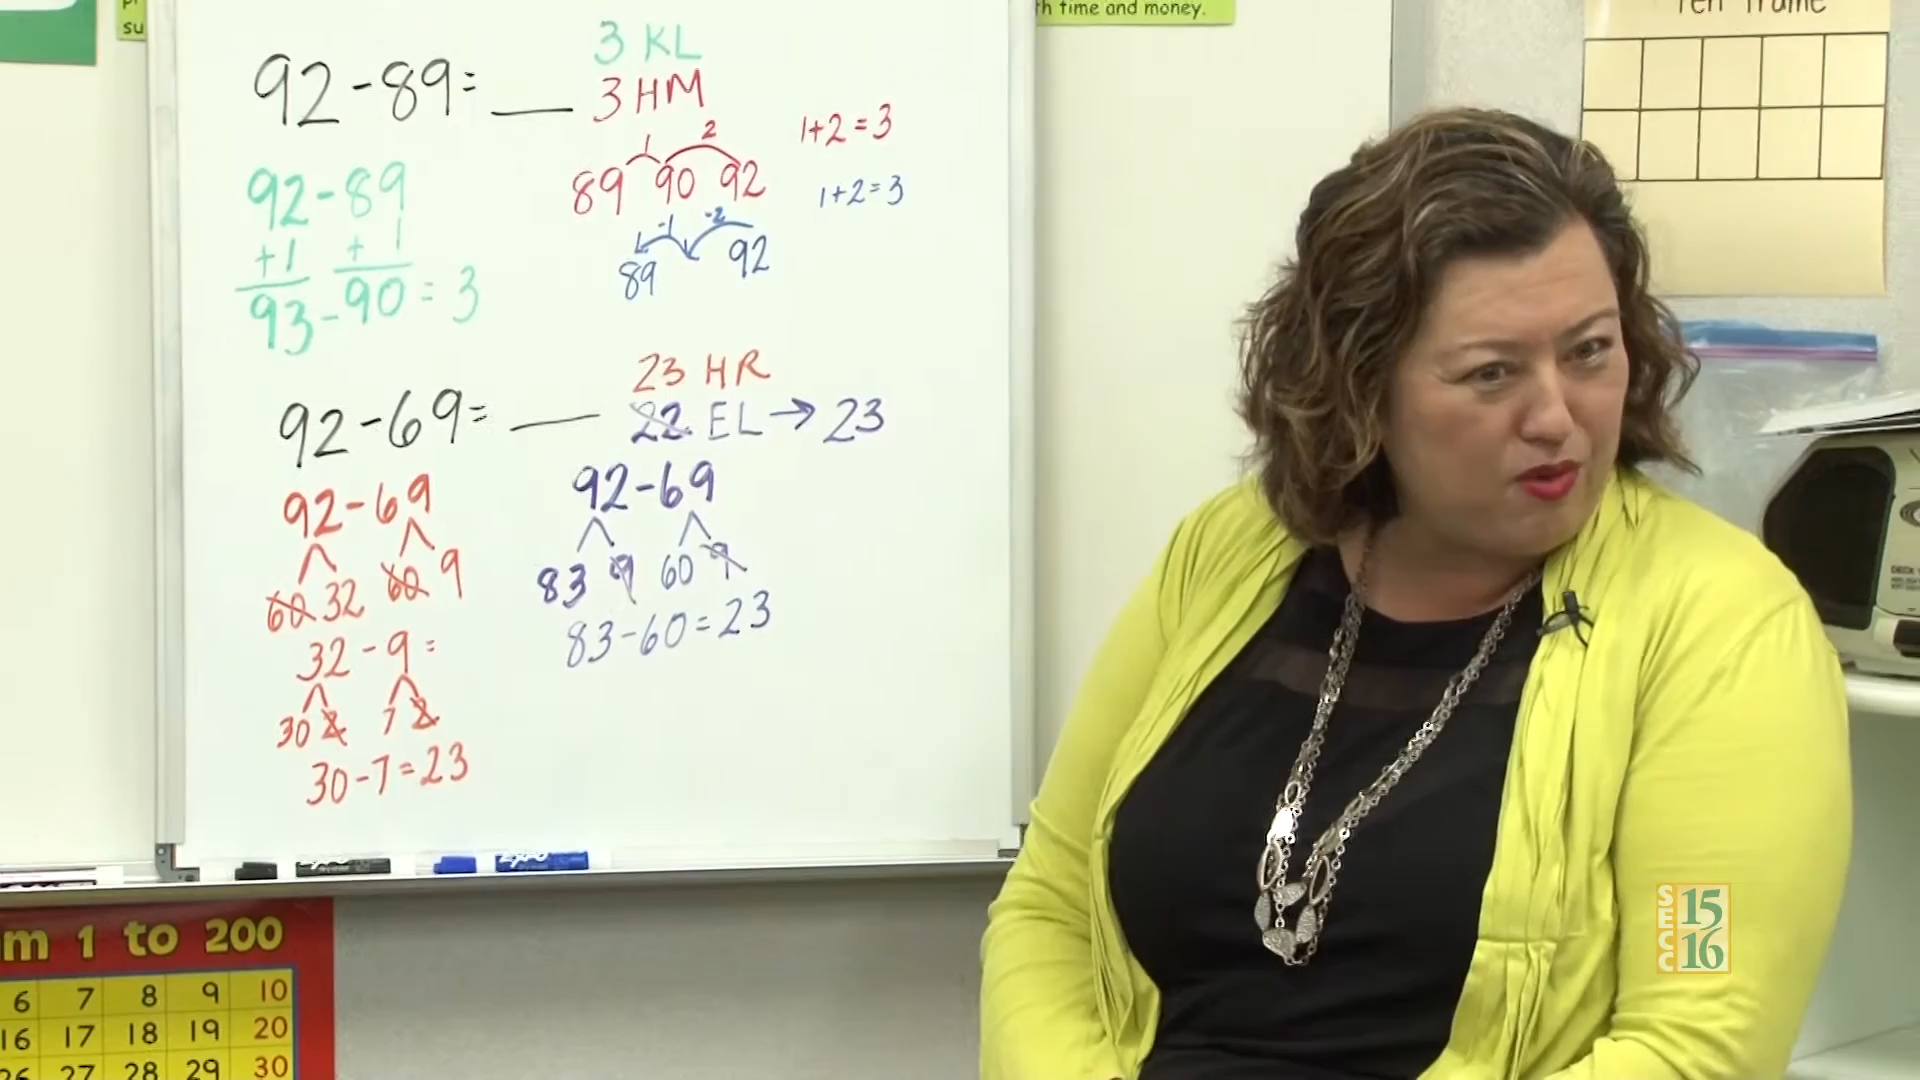 su
th time and money.
Ten Frame
92-89= ___
3 KL
3 HM
1 2
89 90 92
1+2=3
-1 -2
89 92
1+2=3
92-89
+1 +1
93-90=3
92-69= ___
23 HR
22 EL → 23
92-69
60 32 60 9
32-9=
30 2 7 2
30-7=23
92-69
83 9 60 9
83-60=23
EXPO
EXPO
m 1 to 200
6 7 8 9 10
16 17 18 19 20
26 27 28 29 30
SECC
15
16